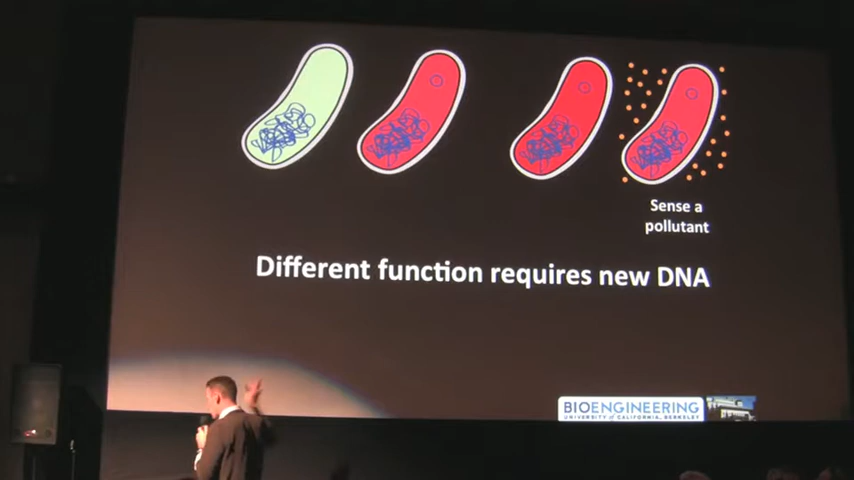 Sense a
pollutant
Different function requires new DNA
BIOENGINEERING
UNIVERSITY of CALIFORNIA, BERKELEY